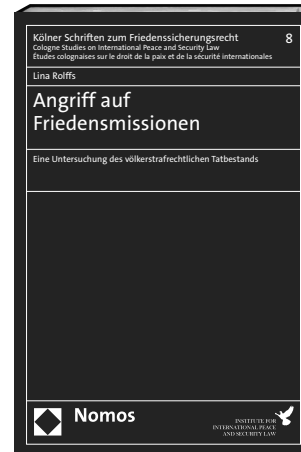 Kölner Schriften zum Friedenssicherungsrecht 8
Cologne Studies on International Peace and Security Law
Études colognaises sur le droit de la paix et de la sécurité internationales
Lina Rolffs
Angriff auf
Friedensmissionen
Eine Untersuchung des völkerstrafrechtlichen Tatbestands
Nomos
INSTITUTE FOR
INTERNATIONAL PEACE
AND SECURITY LAW